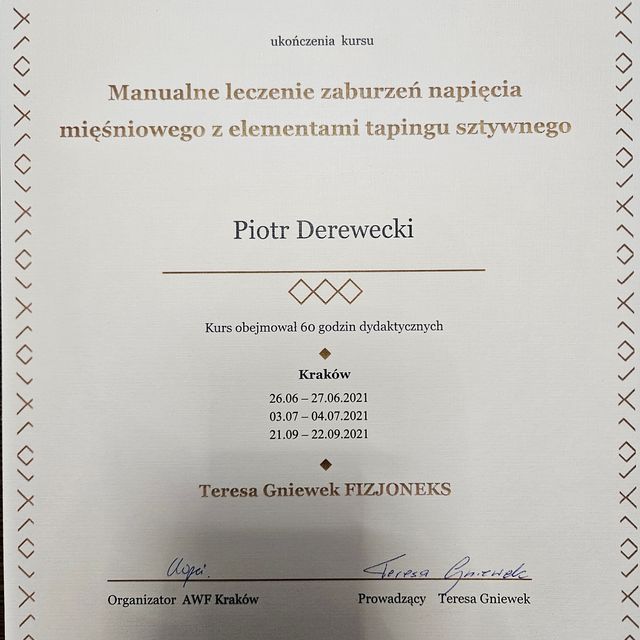 ukończenia kursu
Manualne leczenie zaburzeń napięcia
mięśniowego z elementami tapingu sztywnego
Piotr Derewecki
Kurs obejmował 60 godzin dydaktycznych
Kraków
26.06 – 27.06.2021
03.07 – 04.07.2021
21.09 – 22.09.2021
Teresa Gniewek FIZJONEKS
Teresa Gniewek
Organizator AWF Kraków
Prowadzący Teresa Gniewek